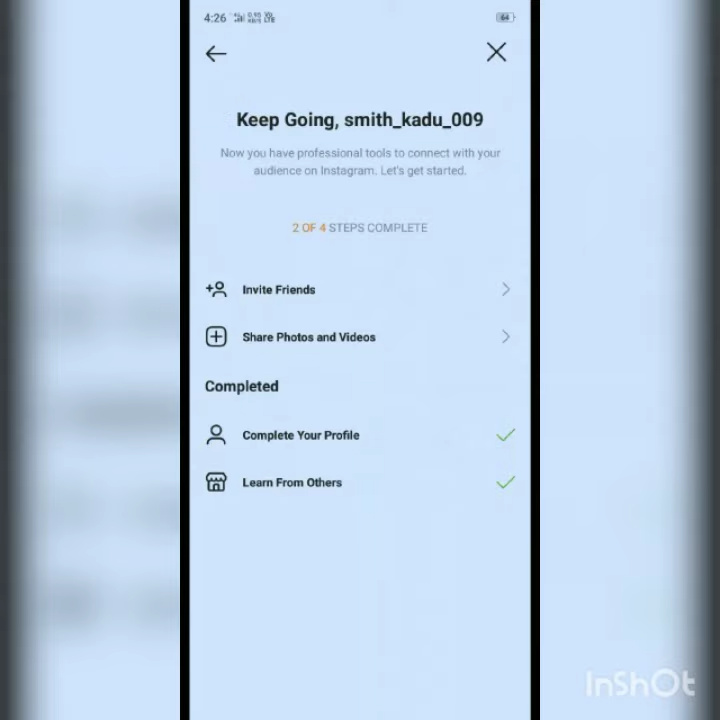 4:26
64
Keep Going, smith_kadu_009
Now you have professional tools to connect with your
audience on Instagram. Let's get started.
2 OF 4 STEPS COMPLETE
Invite Friends
Share Photos and Videos
Completed
Complete Your Profile
Learn From Others
InShOt